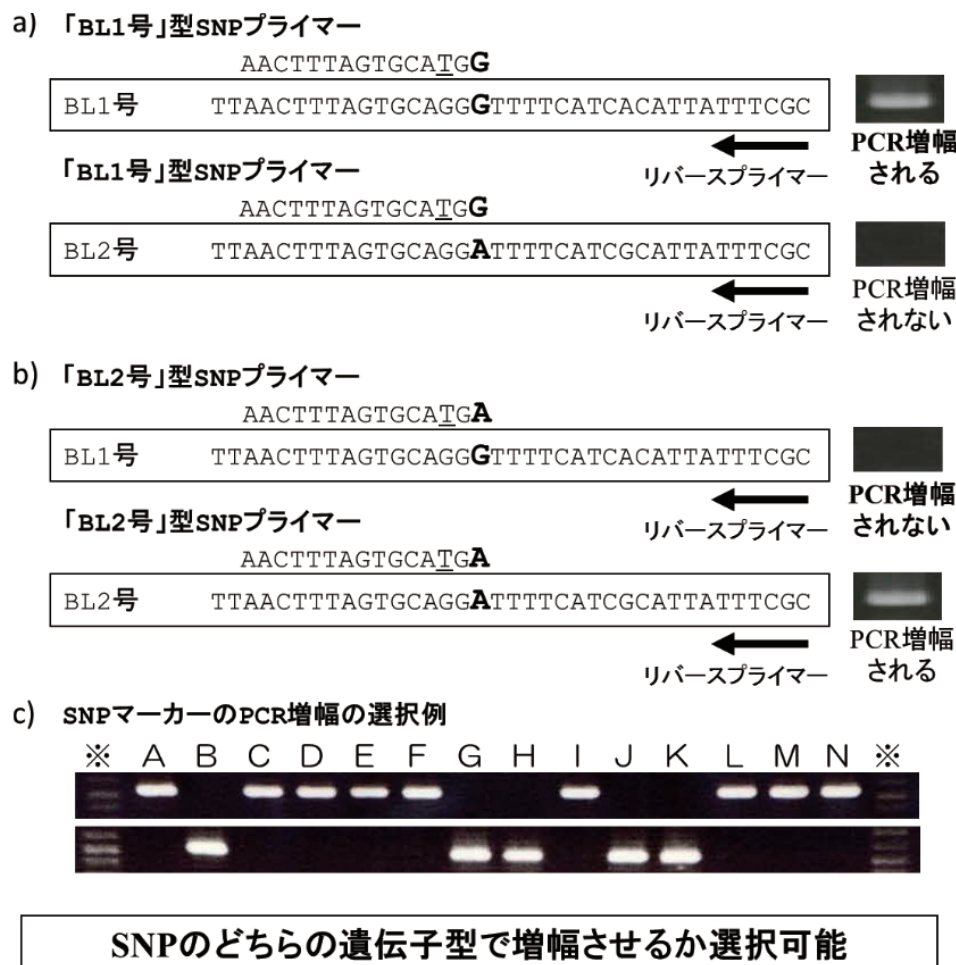 a) 「BL1号」型SNPプライマー
AACTTTAGTGCATGG
BL1号 TTAACTTTAGTGCAGGGTTTTCATCACATTATTTCGC
リバースプライマー
PCR増幅
される
「BL1号」型SNPプライマー
AACTTTAGTGCATGG
BL2号 TTAACTTTAGTGCAGGATTTTCATCGCATTATTTCGC
リバースプライマー
PCR増幅
されない
b) 「BL2号」型SNPプライマー
AACTTTAGTGCATGA
BL1号 TTAACTTTAGTGCAGGGTTTTCATCACATTATTTCGC
リバースプライマー
PCR増幅
されない
「BL2号」型SNPプライマー
AACTTTAGTGCATGA
BL2号 TTAACTTTAGTGCAGGATTTTCATCGCATTATTTCGC
リバースプライマー
PCR増幅
される
c) SNPマーカーのPCR増幅の選択例
※ A B C D E F G H I J K L M N ※
SNPのどちらの遺伝子型で増幅させるか選択可能